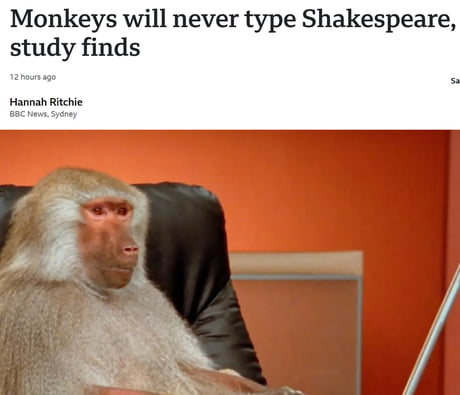 Monkeys will never type Shakespeare,
study finds
12 hours ago
Sa
Hannah Ritchie
BBC News, Sydney